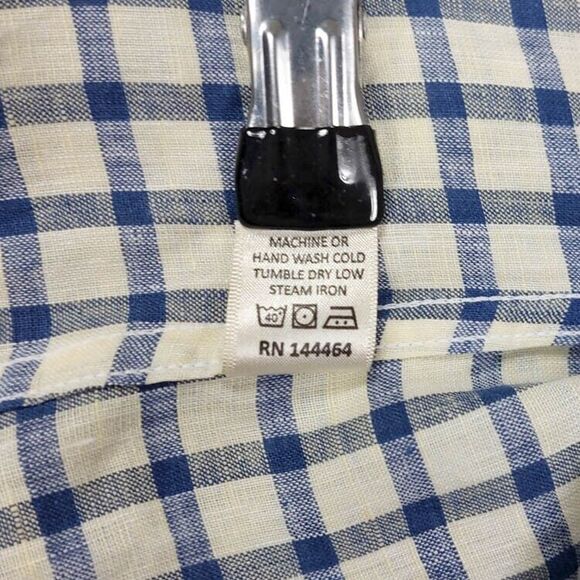 MACHINE OR
HAND WASH COLD
TUMBLE DRY LOW
STEAM IRON
40
RN 144464